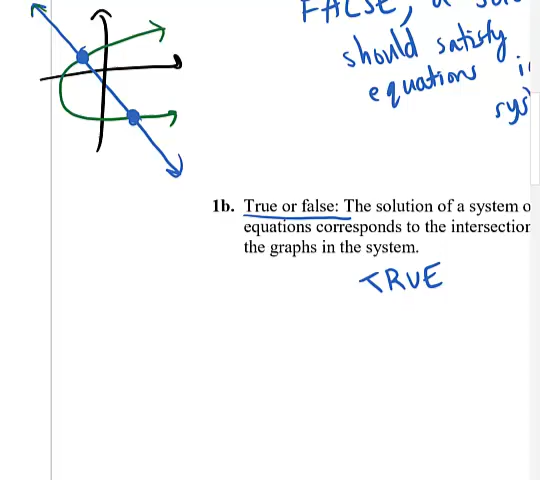 FALSE, a
should satisfy
equations
1b. True or false: The solution of a system o
equations corresponds to the intersection
the graphs in the system.
TRUE